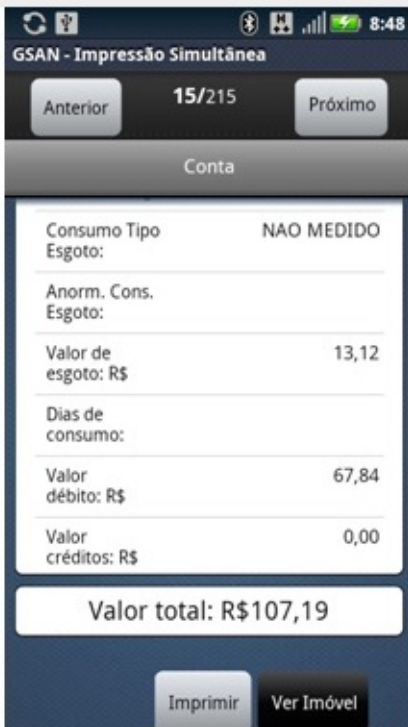 8:48
GSAN - Impressão Simultânea
Anterior
15/215
Próximo
Conta
Consumo Tipo
Esgoto:
NAO MEDIDO
Anorm. Cons.
Esgoto:
Valor de
esgoto: R$
13,12
Dias de
consumo:
Valor
débito: R$
67,84
Valor
créditos: R$
0,00
Valor total: R$107,19
Imprimir
Ver Imóvel